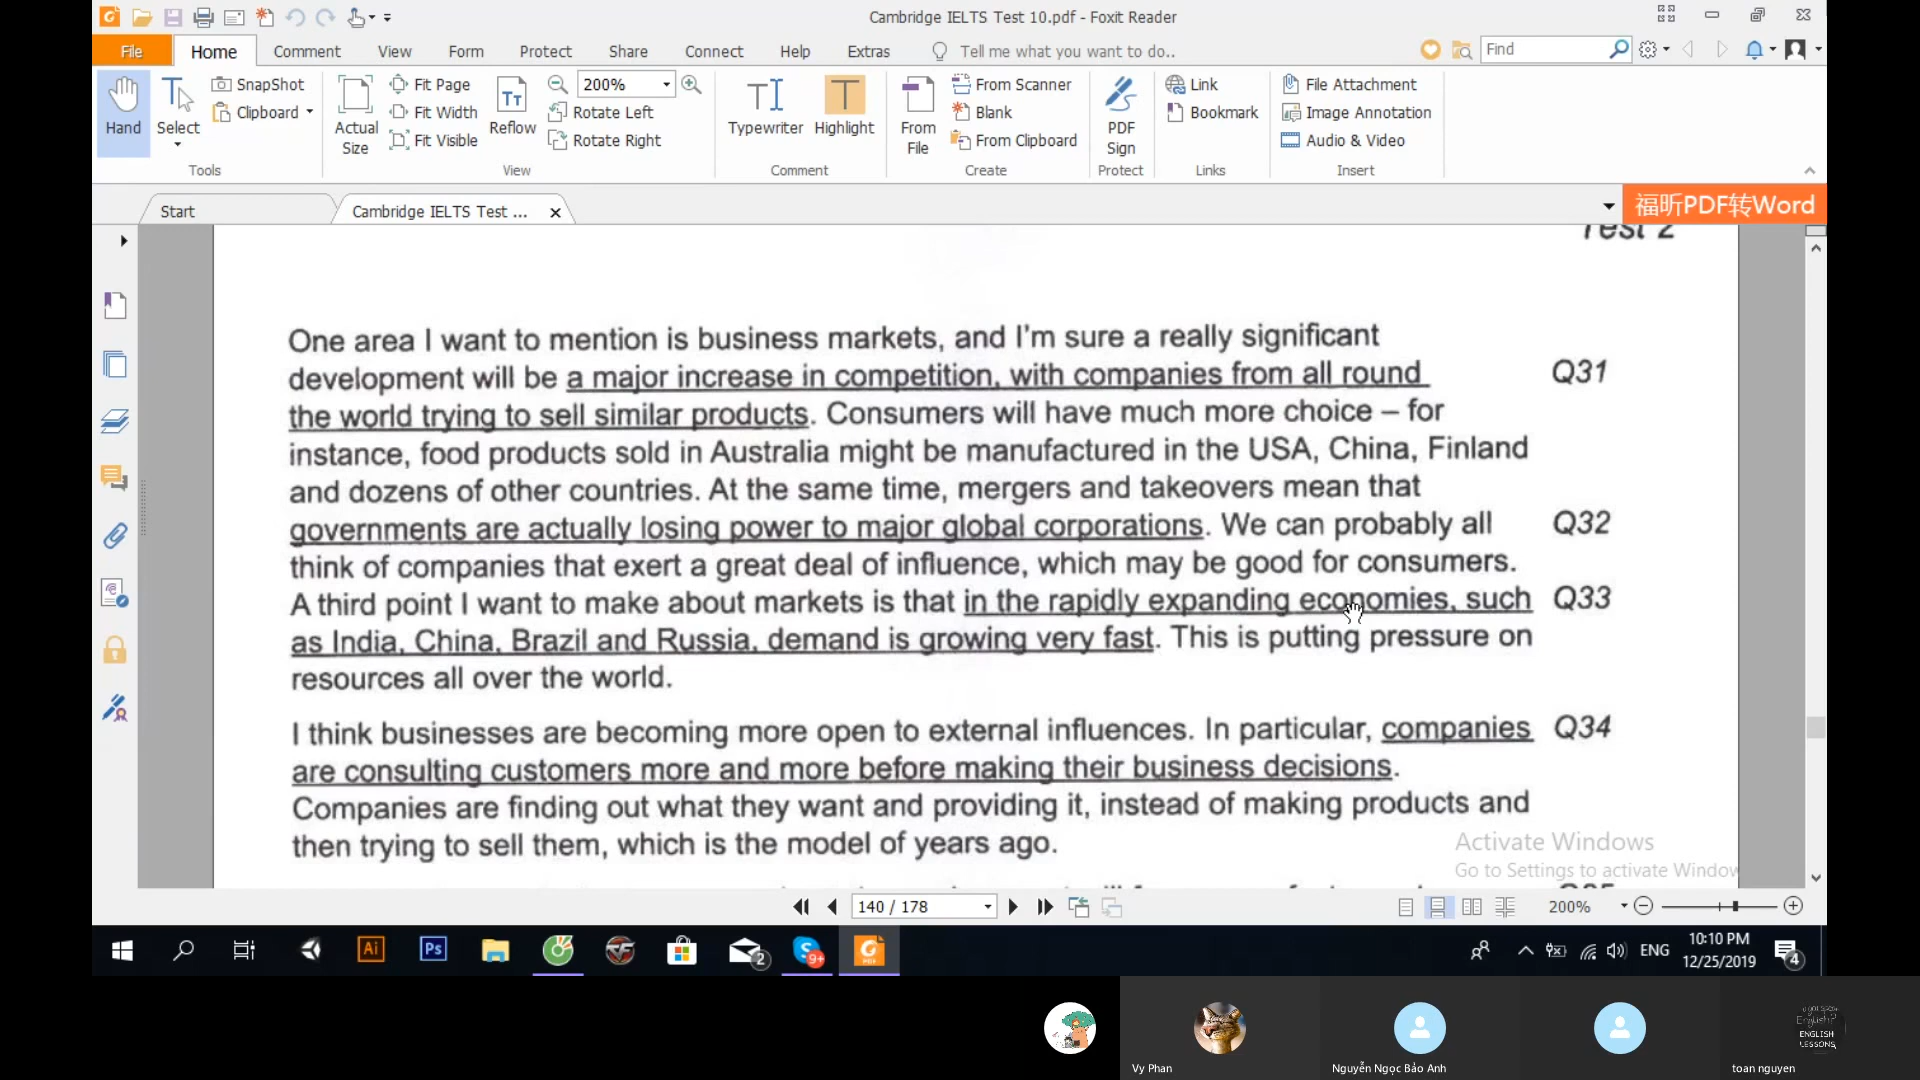 Cambridge IELTS Test 10.pdf - Foxit Reader
File Home Comment View Form Protect Share Connect Help Extras Tell me what you want to do.. Find
Hand
Select
SnapShot
Clipboard
Tools
Actual Size
Fit Page
Fit Width
Fit Visible
Reflow
200%
Rotate Left
Rotate Right
View
Typewriter
Highlight
Comment
From File
From Scanner
Blank
From Clipboard
Create
PDF Sign
Protect
Link
Bookmark
Links
File Attachment
Image Annotation
Audio & Video
Insert
Start
Cambridge IELTS Test ...
福昕PDF转Word
Test 2
One area I want to mention is business markets, and I'm sure a really significant
development will be a major increase in competition, with companies from all round Q31
the world trying to sell similar products. Consumers will have much more choice – for
instance, food products sold in Australia might be manufactured in the USA, China, Finland
and dozens of other countries. At the same time, mergers and takeovers mean that
governments are actually losing power to major global corporations. We can probably all Q32
think of companies that exert a great deal of influence, which may be good for consumers.
A third point I want to make about markets is that in the rapidly expanding economies, such Q33
as India, China, Brazil and Russia, demand is growing very fast. This is putting pressure on
resources all over the world.
I think businesses are becoming more open to external influences. In particular, companies Q34
are consulting customers more and more before making their business decisions.
Companies are finding out what they want and providing it, instead of making products and
then trying to sell them, which is the model of years ago.
Activate Windows
Go to Settings to activate Window
140 / 178
200%
Ai
Ps
2
9+
ENG
10:10 PM
12/25/2019
4
Vy Phan
Nguyễn Ngọc Bảo Anh
English
ENGLISH
LESSONS
toan nguyen